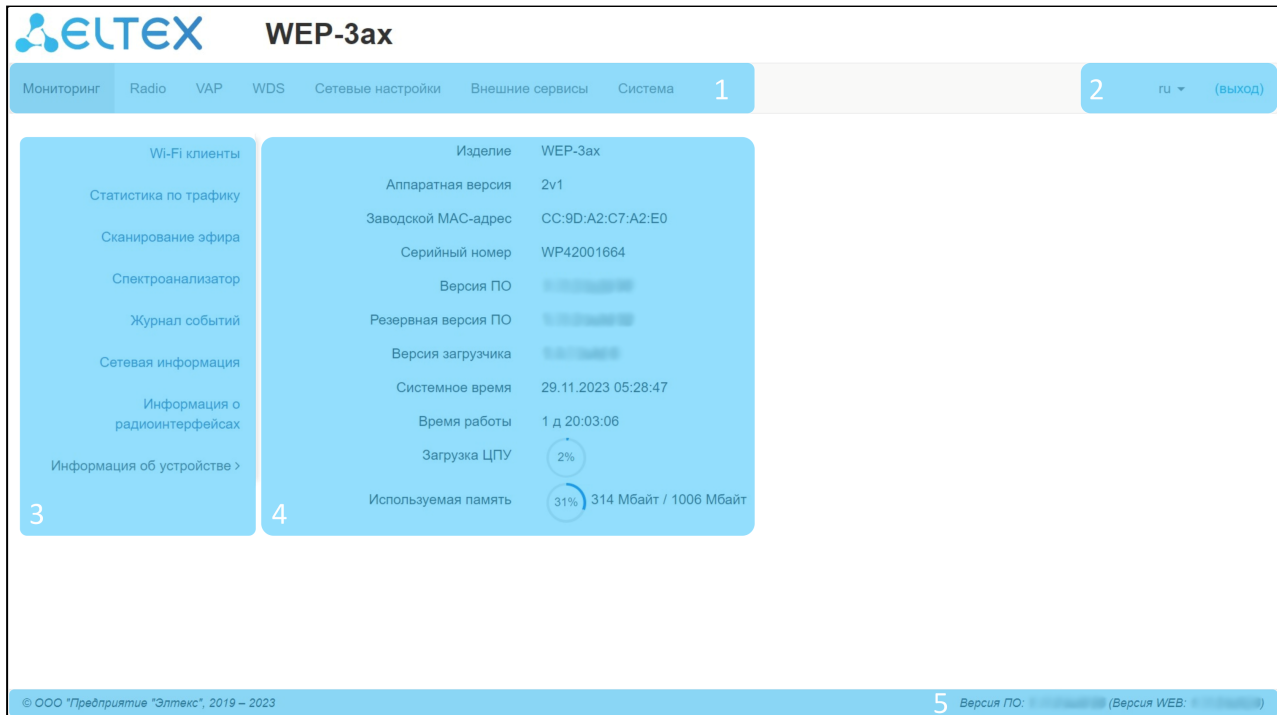 ELTEX WEP-3ax
Мониторинг Radio VAP WDS Сетевые настройки Внешние сервисы Система 1 2 ru (выход)
Wi-Fi клиенты
Статистика по трафику
Сканирование эфира
Спектроанализатор
Журнал событий
Сетевая информация
Информация о
радиоинтерфейсах
Информация об устройстве >
3
Изделие WEP-3ax
Аппаратная версия 2v1
Заводской MAC-адрес CC:9D:A2:C7:A2:E0
Серийный номер WP42001664
Версия ПО
Резервная версия ПО
Версия загрузчика
Системное время 29.11.2023 05:28:47
Время работы 1 д 20:03:06
Загрузка ЦПУ 2%
Используемая память 31% 314 Мбайт / 1006 Мбайт
4
© ООО "Предприятие "Элтекс", 2019 – 2023 5 Версия ПО: (Версия WEB: )